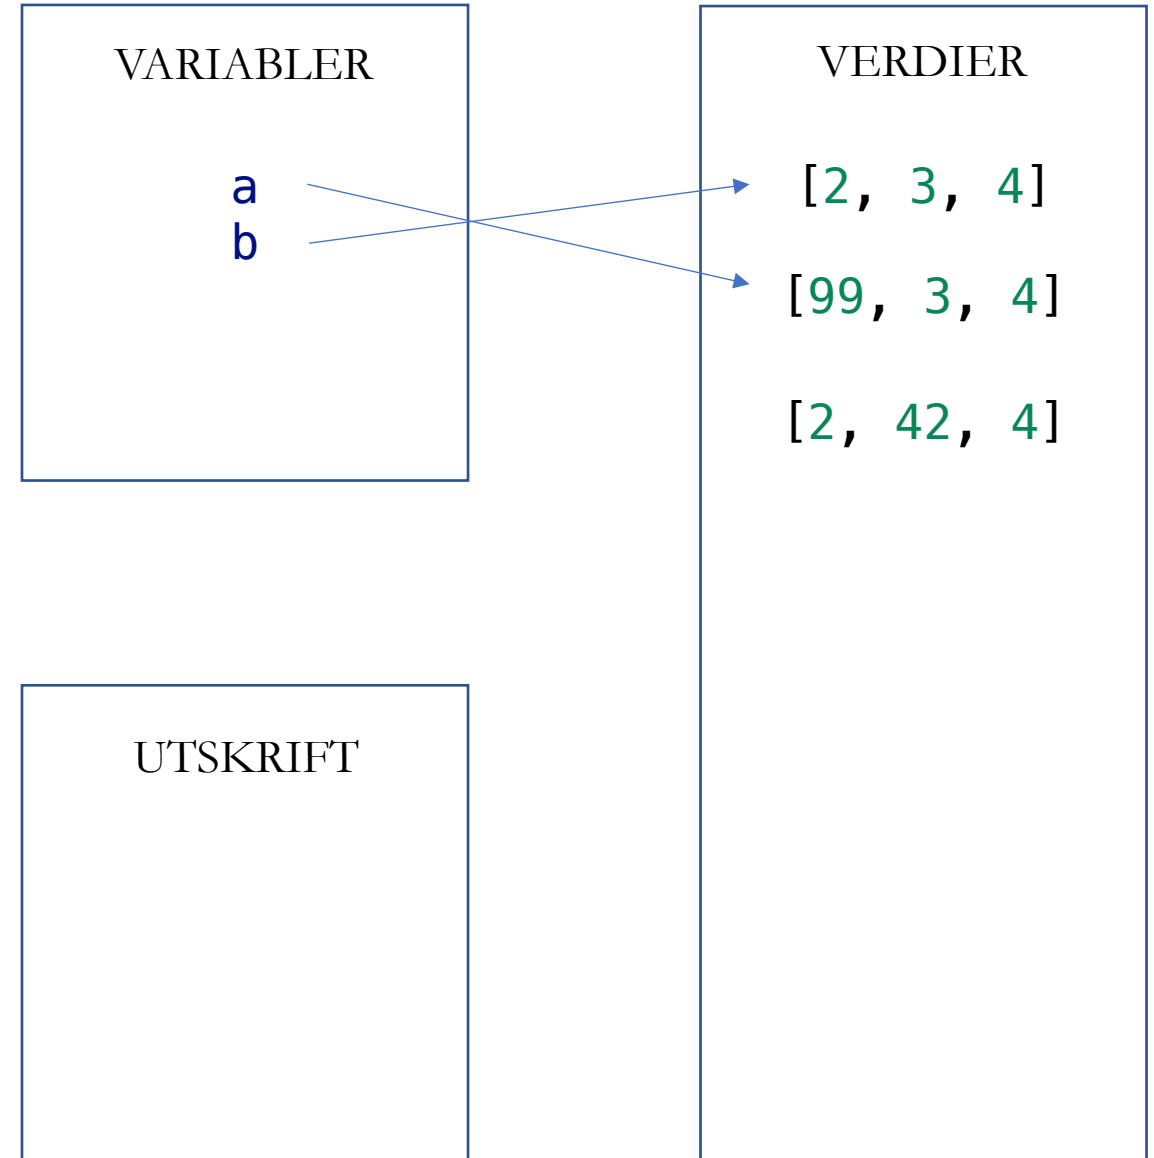 VARIABLER
a
b
VERDIER
[2, 3, 4]
[99, 3, 4]
[2, 42, 4]
UTSKRIFT